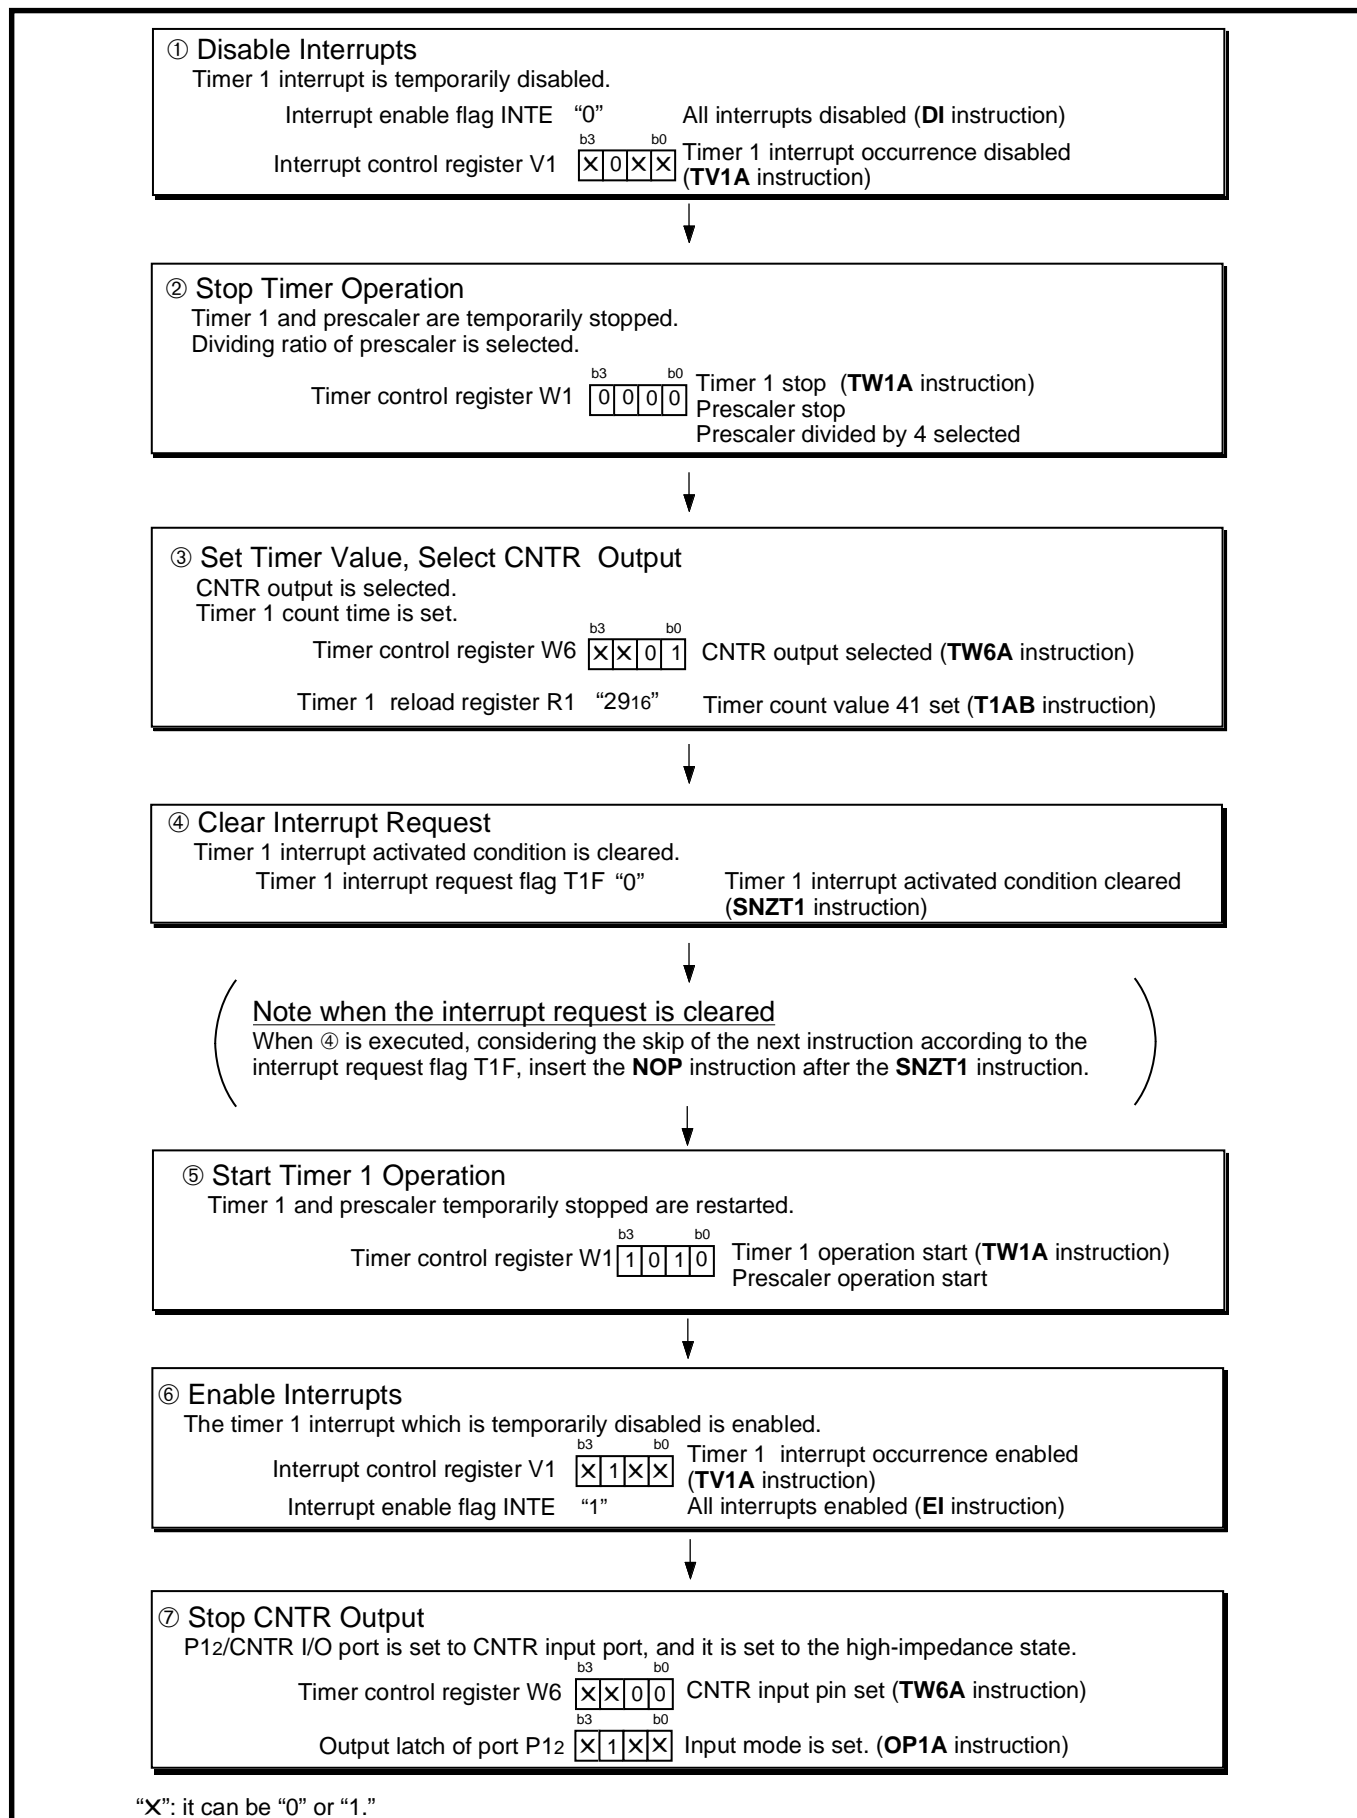 ① Disable Interrupts
Timer 1 interrupt is temporarily disabled.
Interrupt enable flag INTE “0” All interrupts disabled (DI instruction)
b3 b0
Interrupt control register V1 X 0 X X Timer 1 interrupt occurrence disabled
(TV1A instruction)
② Stop Timer Operation
Timer 1 and prescaler are temporarily stopped.
Dividing ratio of prescaler is selected.
b3 b0
Timer control register W1 0 0 0 0 Timer 1 stop (TW1A instruction)
Prescaler stop
Prescaler divided by 4 selected
③ Set Timer Value, Select CNTR Output
CNTR output is selected.
Timer 1 count time is set.
b3 b0
Timer control register W6 X X 0 1 CNTR output selected (TW6A instruction)
Timer 1 reload register R1 “2916” Timer count value 41 set (T1AB instruction)
④ Clear Interrupt Request
Timer 1 interrupt activated condition is cleared.
Timer 1 interrupt request flag T1F “0” Timer 1 interrupt activated condition cleared
(SNZT1 instruction)
Note when the interrupt request is cleared
When ④ is executed, considering the skip of the next instruction according to the
interrupt request flag T1F, insert the NOP instruction after the SNZT1 instruction.
⑤ Start Timer 1 Operation
Timer 1 and prescaler temporarily stopped are restarted.
b3 b0
Timer control register W1 1 0 1 0 Timer 1 operation start (TW1A instruction)
Prescaler operation start
⑥ Enable Interrupts
The timer 1 interrupt which is temporarily disabled is enabled.
b3 b0
Interrupt control register V1 X 1 X X Timer 1 interrupt occurrence enabled
(TV1A instruction)
Interrupt enable flag INTE “1” All interrupts enabled (EI instruction)
⑦ Stop CNTR Output
P12/CNTR I/O port is set to CNTR input port, and it is set to the high-impedance state.
b3 b0
Timer control register W6 X X 0 0 CNTR input pin set (TW6A instruction)
b3 b0
Output latch of port P12 X 1 X X Input mode is set. (OP1A instruction)
“X”: it can be “0” or “1.”